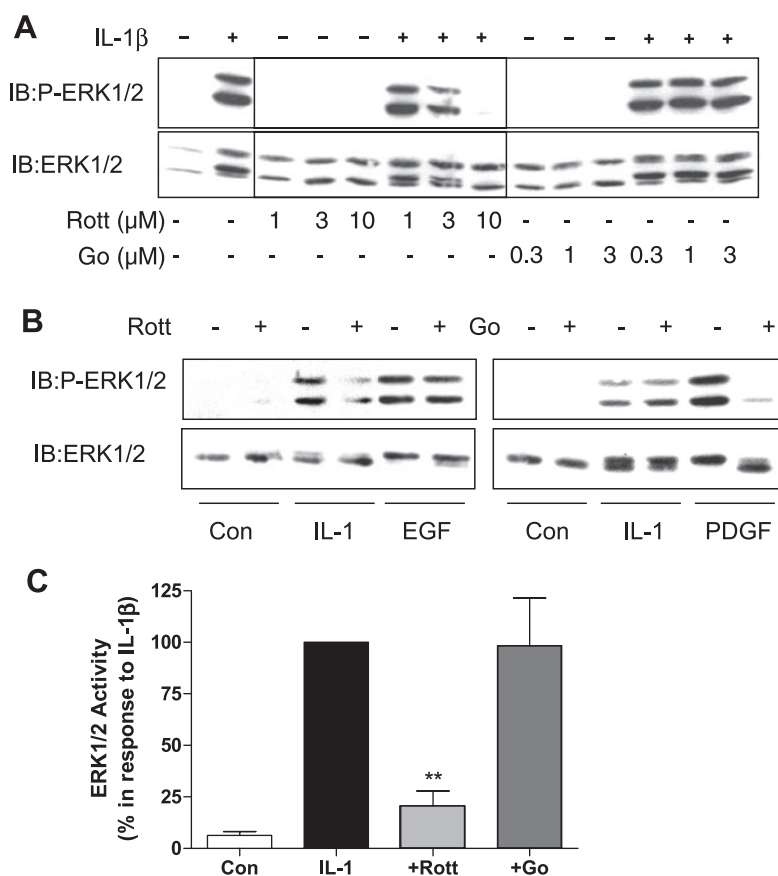 A
IL-1β - + - - - + + + - - - + + +
IB:P-ERK1/2
IB:ERK1/2
Rott (µM) - - 1 3 10 1 3 10 - - - - - -
Go (µM) - - - - - - - - 0.3 1 3 0.3 1 3
B
Rott - + - + - + Go - + - + - +
IB:P-ERK1/2
IB:ERK1/2
Con IL-1 EGF Con IL-1 PDGF
C
ERK1/2 Activity
(% in response to IL-1β)
125
100
75
50
25
0
**
Con IL-1 +Rott +Go